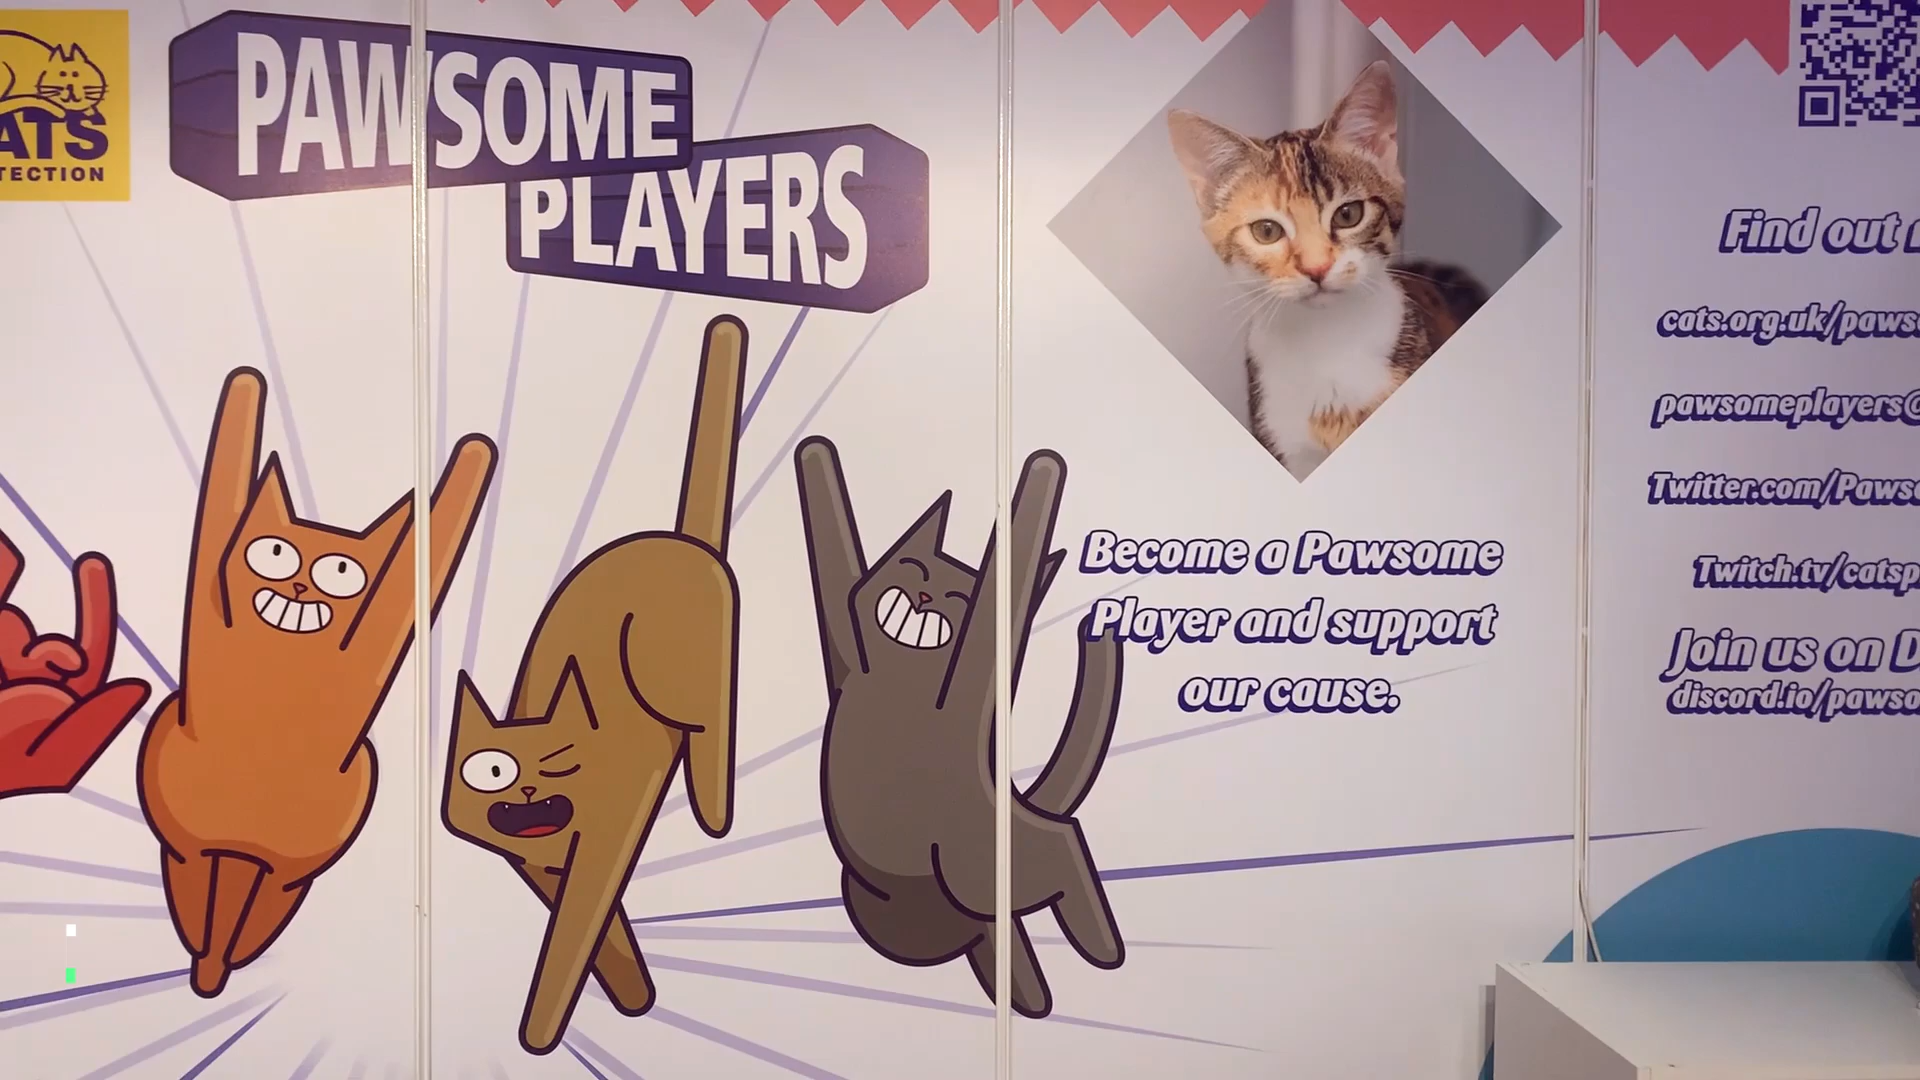 ATS
TECTION
PAWSOME
PLAYERS
Become a Pawsome
Player and support
our cause.
Find out
cats.org.uk/paws
pawsomeplayers@
Twitter.com/Paws
Twitch.tv/catsp
Join us on D
discord.io/pawso